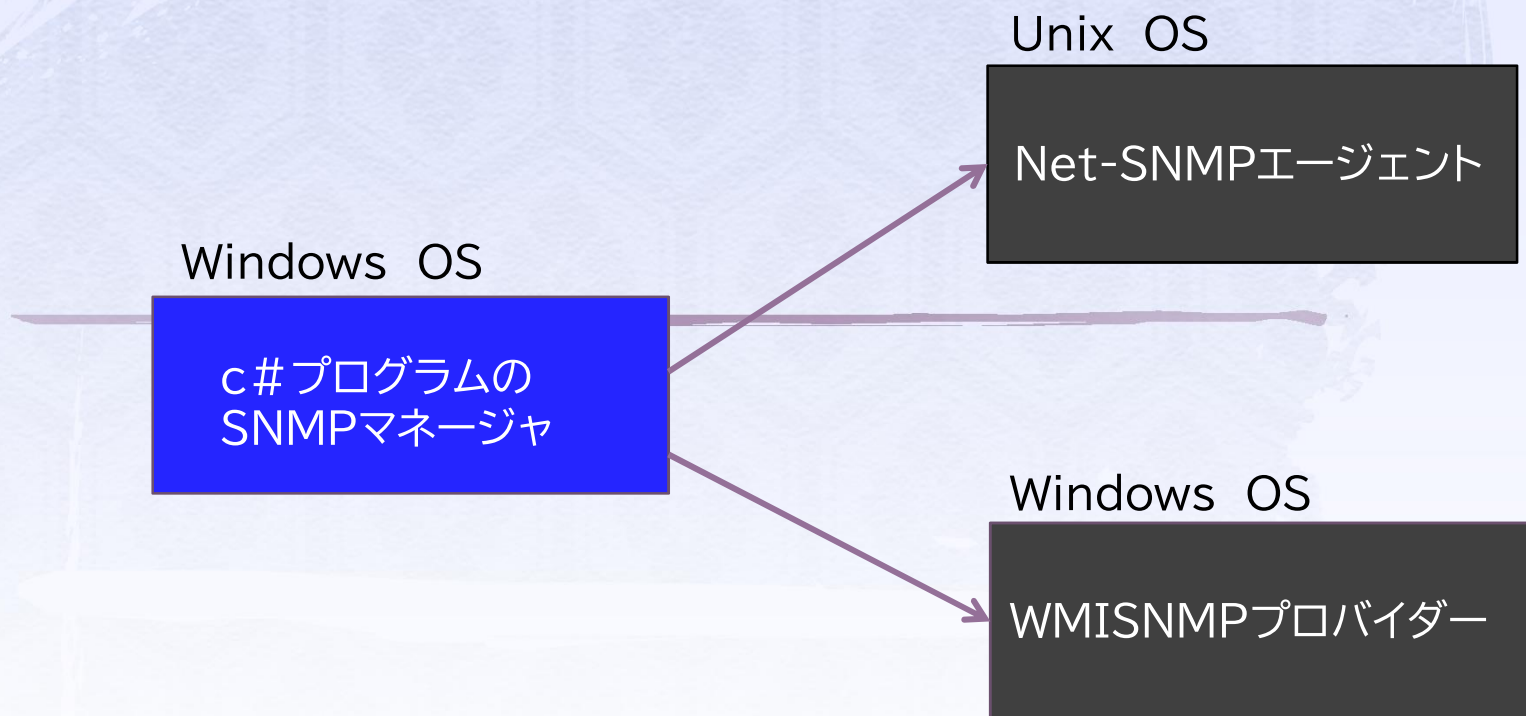 Unix OS
Net-SNMPエージェント
Windows OS
c#プログラムの
SNMPマネージャ
Windows OS
WMISNMPプロバイダー